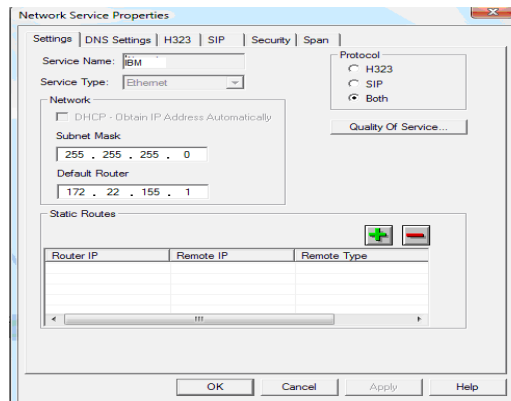 Network Service Properties
Settings DNS Settings H323 SIP Security Span
Service Name: IBM
Service Type: Ethernet
Protocol
H323
SIP
Both
Network
DHCP - Obtain IP Address Automatically
Subnet Mask
255 . 255 . 255 . 0
Default Router
172 . 22 . 155 . 1
Quality Of Service...
Static Routes
Router IP Remote IP Remote Type
OK Cancel Apply Help